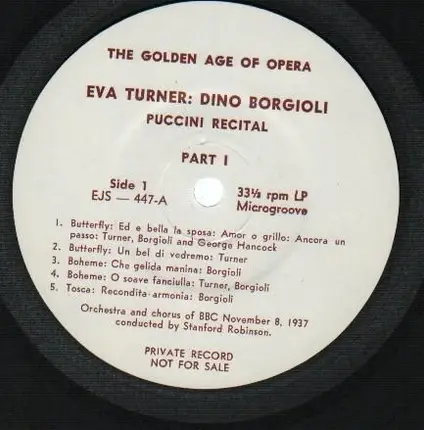 THE GOLDEN AGE OF OPERA
EVA TURNER: DINO BORGIOLI
PUCCINI RECITAL
PART I
Side 1
EJS — 447-A
33⅓ rpm LP
Microgroove
1. Butterfly: Ed e bella la sposa: Amor o grillo: Ancora un
passo: Turner, Borgioli and George Hancock
2. Butterfly: Un bel di vedremo: Turner
3. Boheme: Che gelida manina: Borgioli
4. Boheme: O soave fanciulla: Turner, Borgioli
5. Tosca: Recondita armonia: Borgioli
Orchestra and chorus of BBC November 8, 1937
conducted by Stanford Robinson.
PRIVATE RECORD
NOT FOR SALE